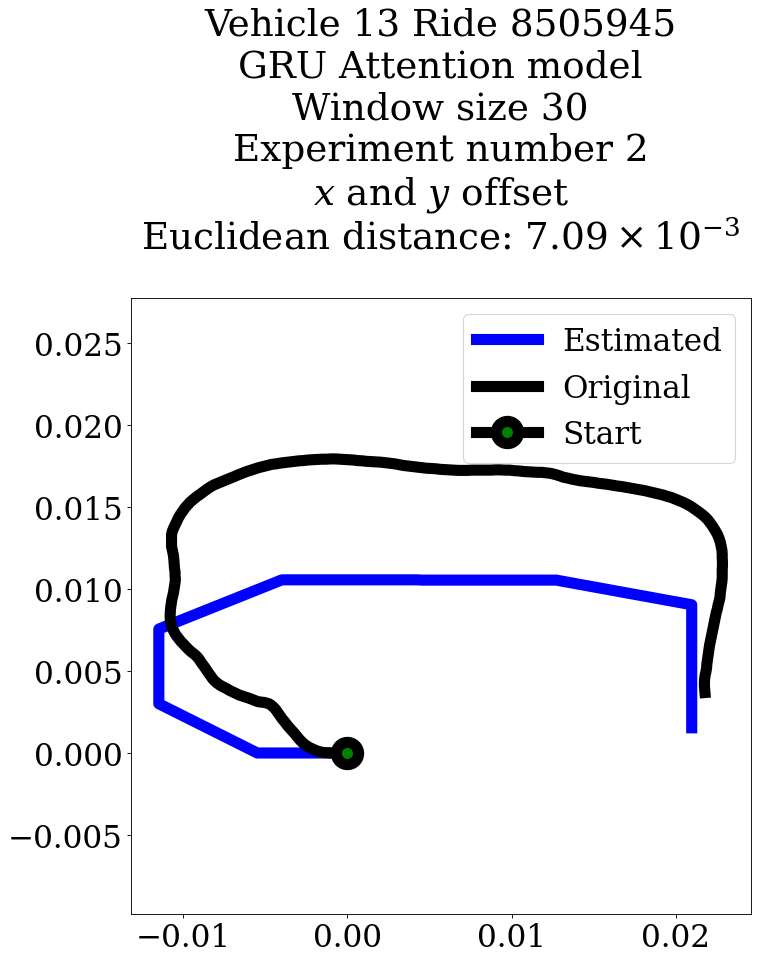 Vehicle 13 Ride 8505945
GRU Attention model
Window size 30
Experiment number 2
x and y offset
Euclidean distance: 7.09 × 10⁻³
Estimated
Original
Start
0.025
0.020
0.015
0.010
0.005
0.000
−0.005
−0.01 0.00 0.01 0.02